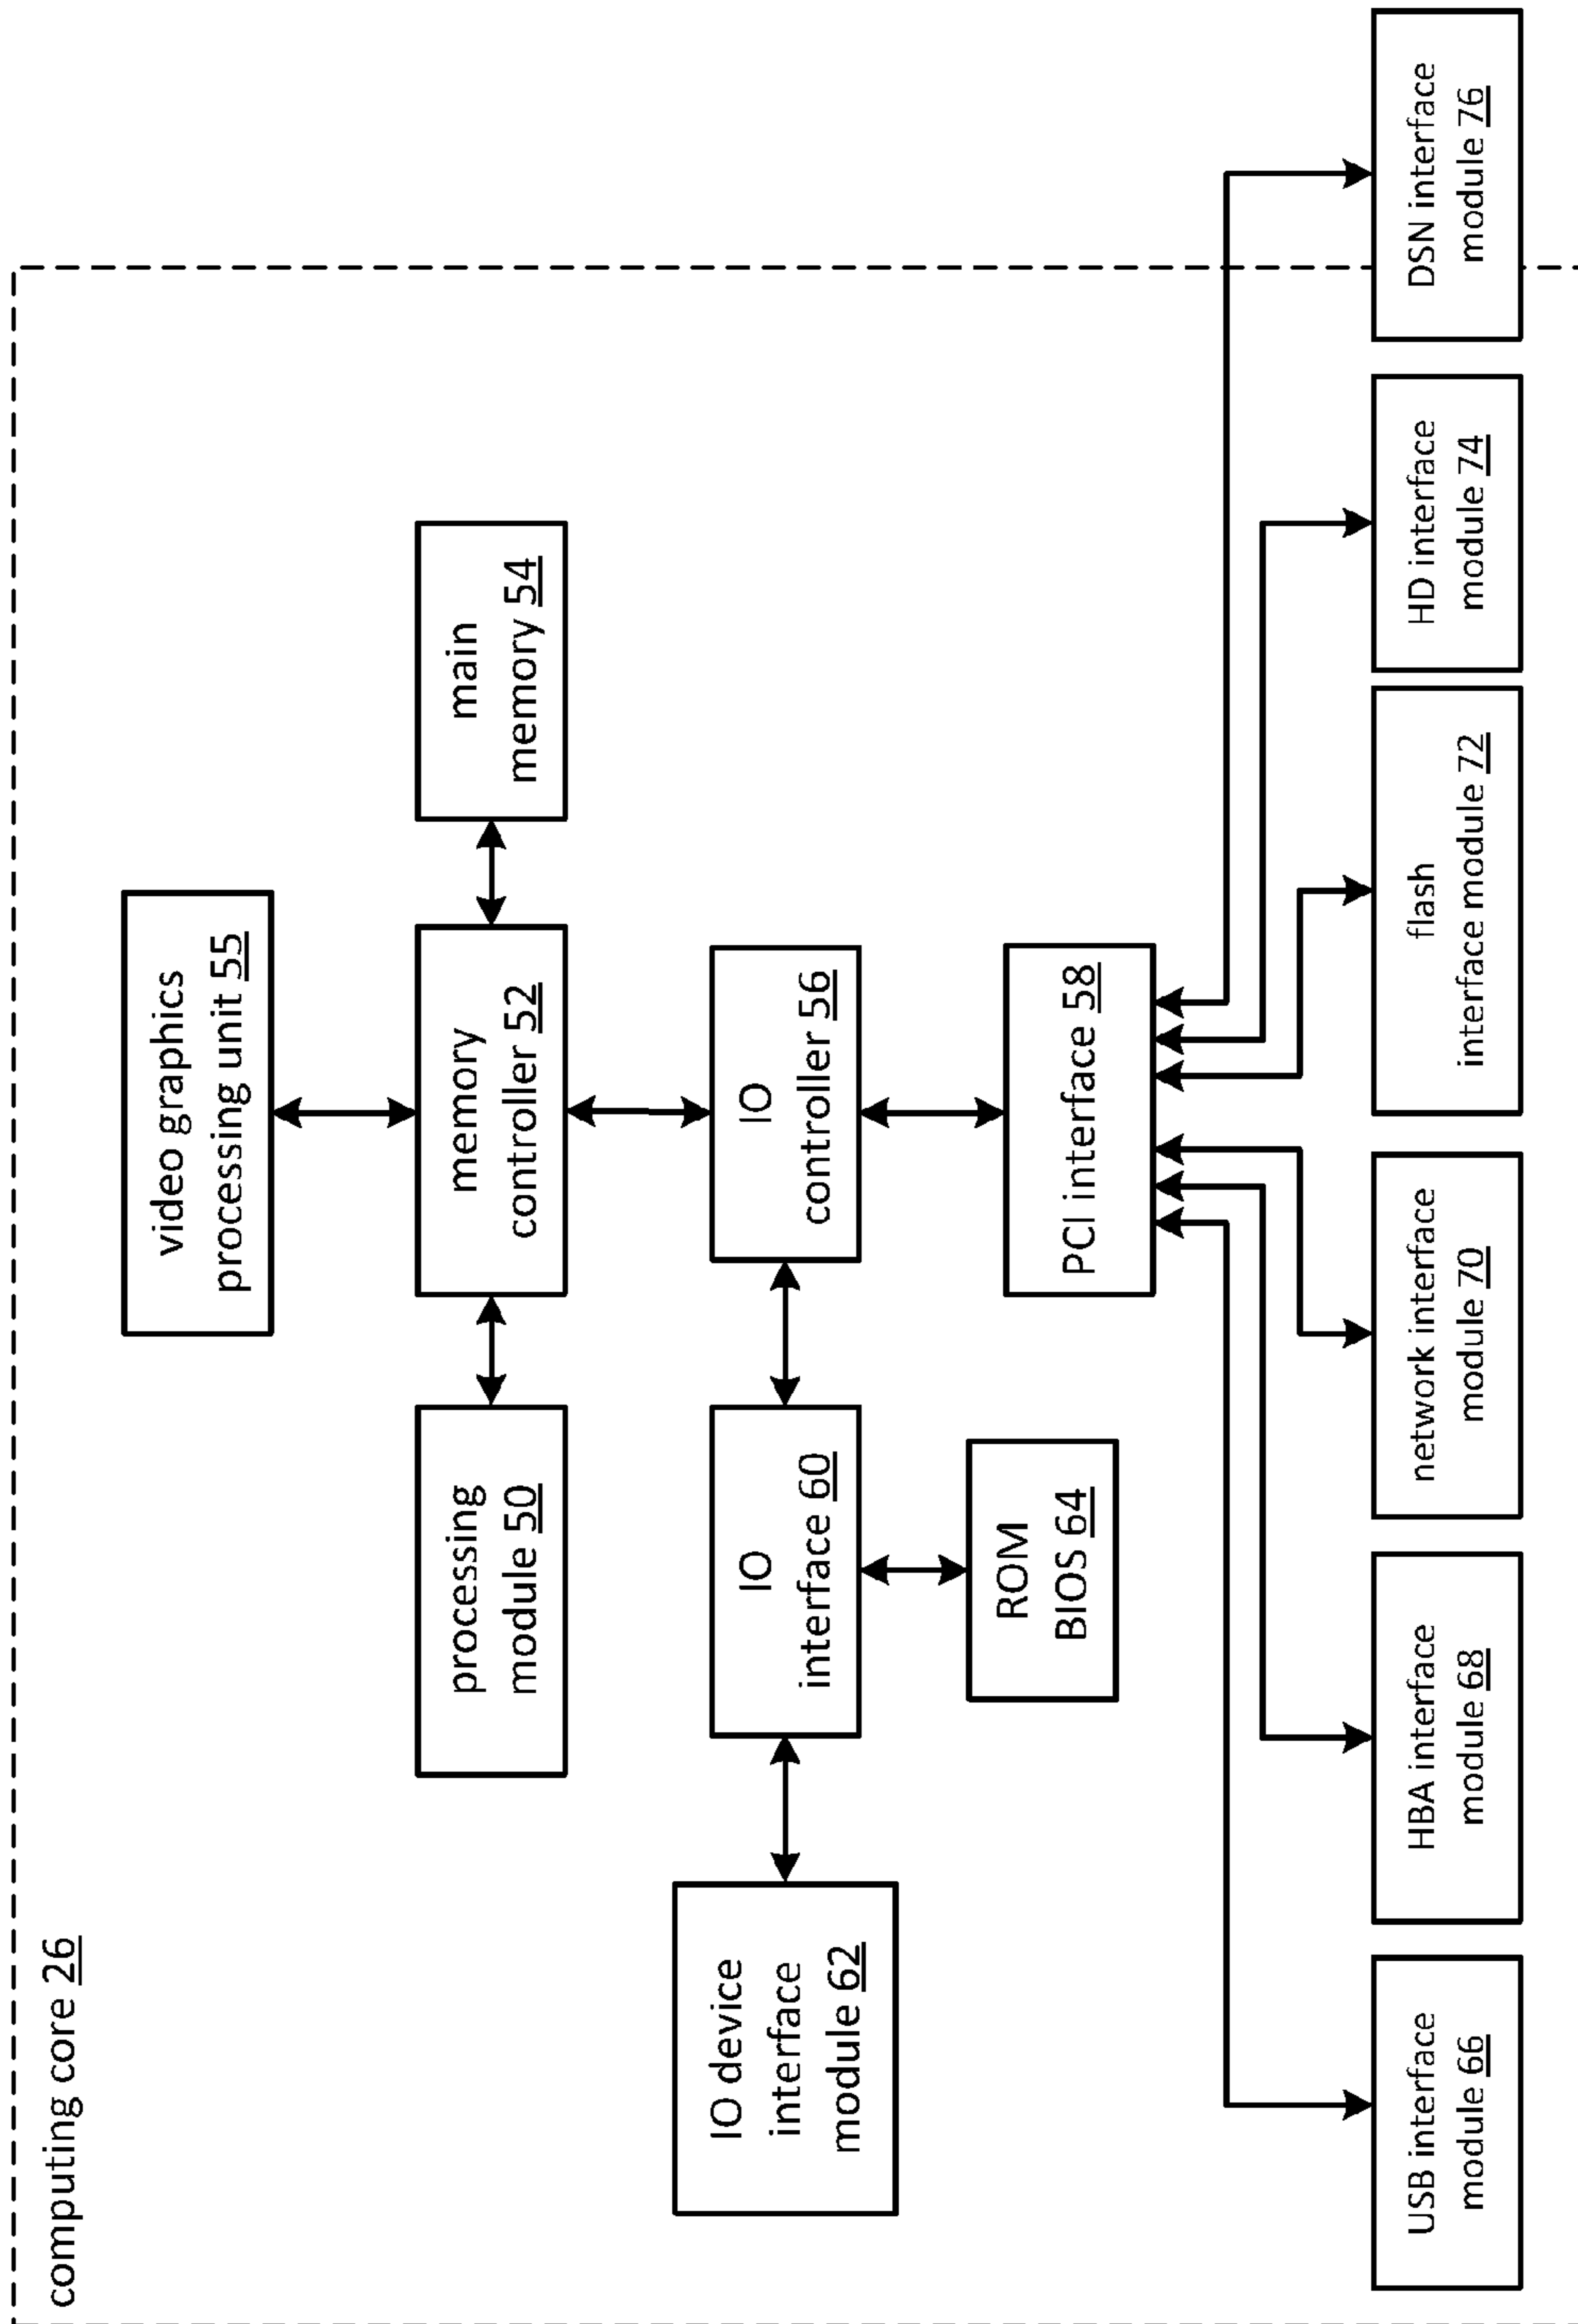 computing core 26
video graphics
processing unit 55
processing
module 50
memory
controller 52
main
memory 54
IO device
interface
module 62
IO
interface 60
IO
controller 56
ROM
BIOS 64
PCI interface 58
USB interface
module 66
HBA interface
module 68
network interface
module 70
flash
interface module 72
HD interface
module 74
DSN interface
module 76